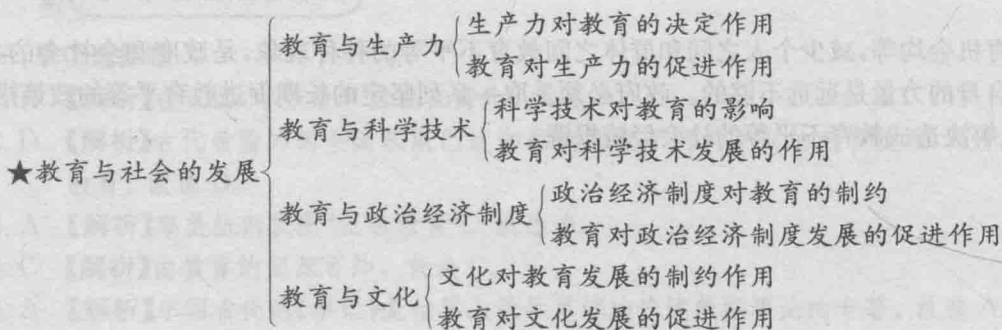 教育与生产力
生产力对教育的决定作用
教育对生产力的促进作用
教育与科学技术
科学技术对教育的影响
教育对科学技术发展的作用
★教育与社会的发展
教育与政治经济制度
政治经济制度对教育的制约
教育对政治经济制度发展的促进作用
教育与文化
文化对教育发展的制约作用
教育对文化发展的促进作用